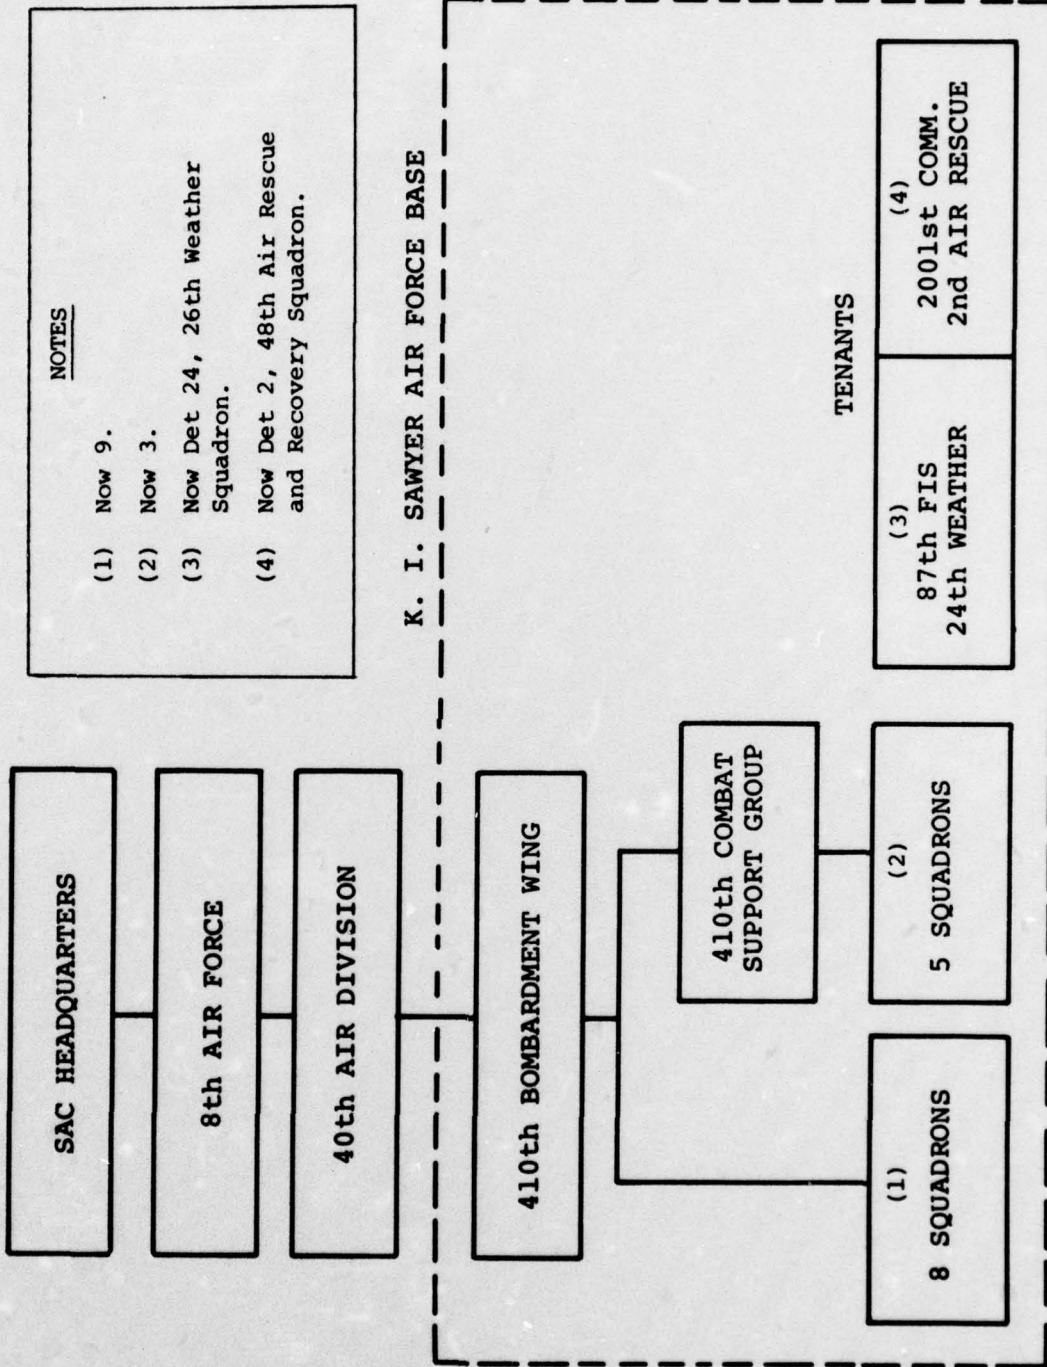 SAC HEADQUARTERS
8th AIR FORCE
40th AIR DIVISION
NOTES
(1) Now 9.
(2) Now 3.
(3) Now Det 24, 26th Weather
Squadron.
(4) Now Det 2, 48th Air Rescue
and Recovery Squadron.
K. I. SAWYER AIR FORCE BASE
410th BOMBARDMENT WING
410th COMBAT
SUPPORT GROUP
(1)
8 SQUADRONS
(2)
5 SQUADRONS
TENANTS
(3)
87th FIS
24th WEATHER
(4)
2001st COMM.
2nd AIR RESCUE